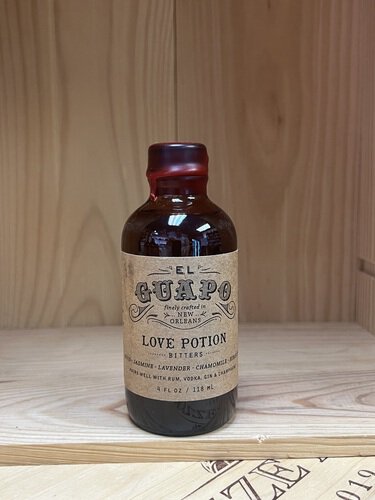 EL
GUAPO
finely crafted in
NEW
ORLEANS
LOVE POTION
BITTERS
JASMINE • LAVENDER • CHAMOMILE •
PAIRS WELL WITH RUM, VODKA, GIN & CHAMPAGNE
4 FL OZ / 118 ML
2019